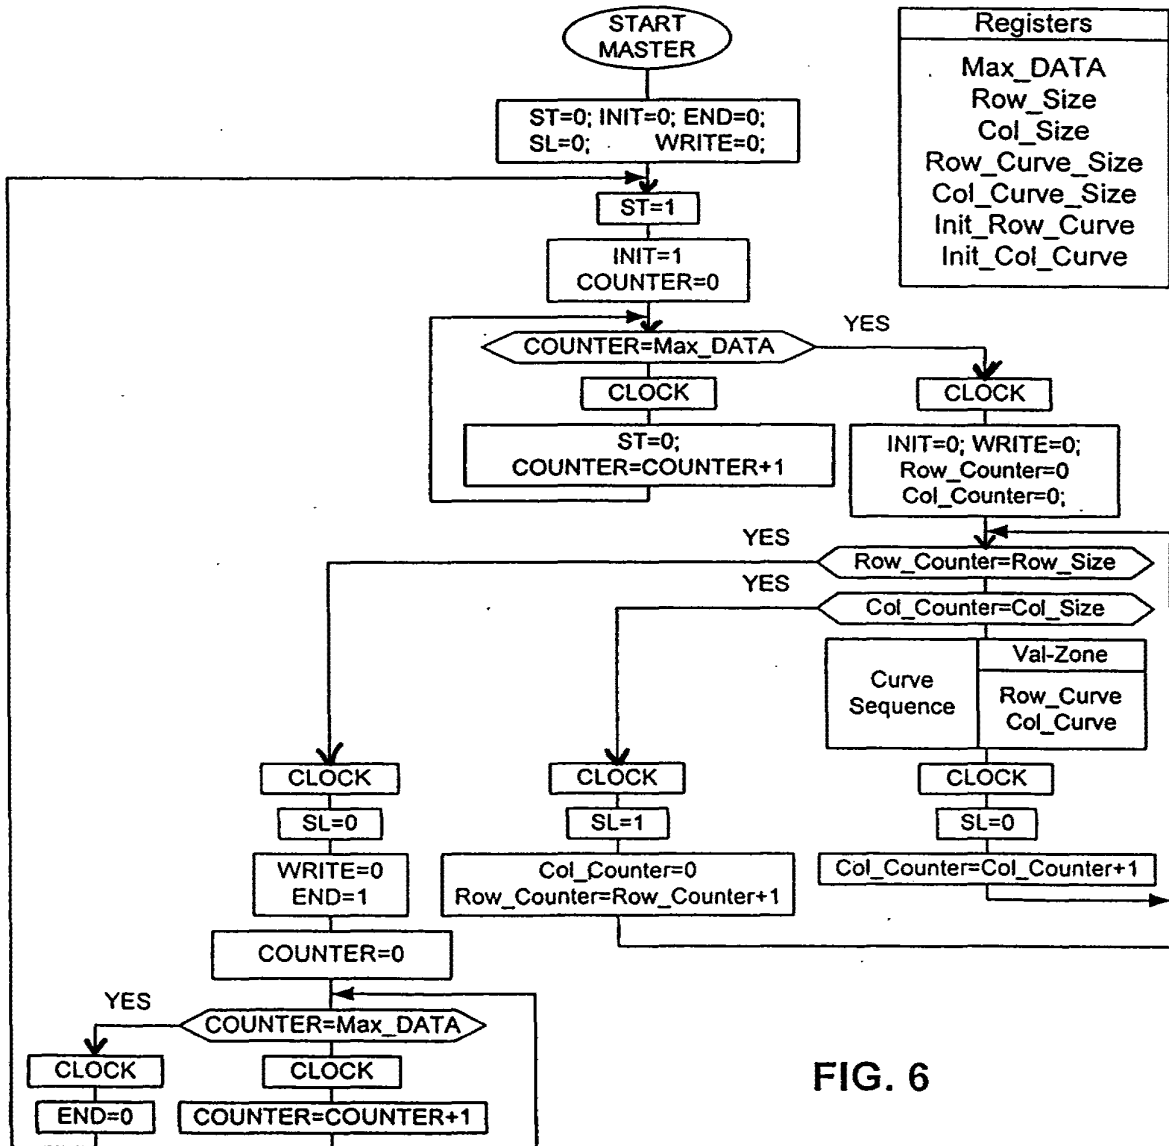 START
MASTER
ST=0; INIT=0; END=0;
SL=0; WRITE=0;
ST=1
INIT=1
COUNTER=0
COUNTER=Max_DATA
YES
CLOCK
ST=0;
COUNTER=COUNTER+1
CLOCK
INIT=0; WRITE=0;
Row_Counter=0
Col_Counter=0;
Registers
Max_DATA
Row_Size
Col_Size
Row_Curve_Size
Col_Curve_Size
Init_Row_Curve
Init_Col_Curve
YES
Row_Counter=Row_Size
YES
Col_Counter=Col_Size
Curve
Sequence
Val-Zone
Row_Curve
Col_Curve
CLOCK
SL=0
WRITE=0
END=1
COUNTER=0
CLOCK
SL=1
Col_Counter=0
Row_Counter=Row_Counter+1
CLOCK
SL=0
Col_Counter=Col_Counter+1
YES
COUNTER=Max_DATA
CLOCK
END=0
CLOCK
COUNTER=COUNTER+1
FIG. 6